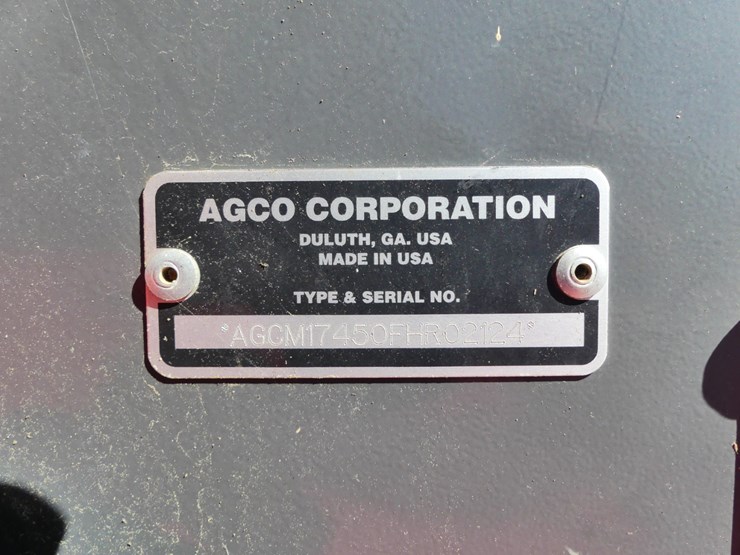 AGCO CORPORATION
DULUTH, GA. USA
MADE IN USA
TYPE & SERIAL NO.
*AGCM17450FHR02124*